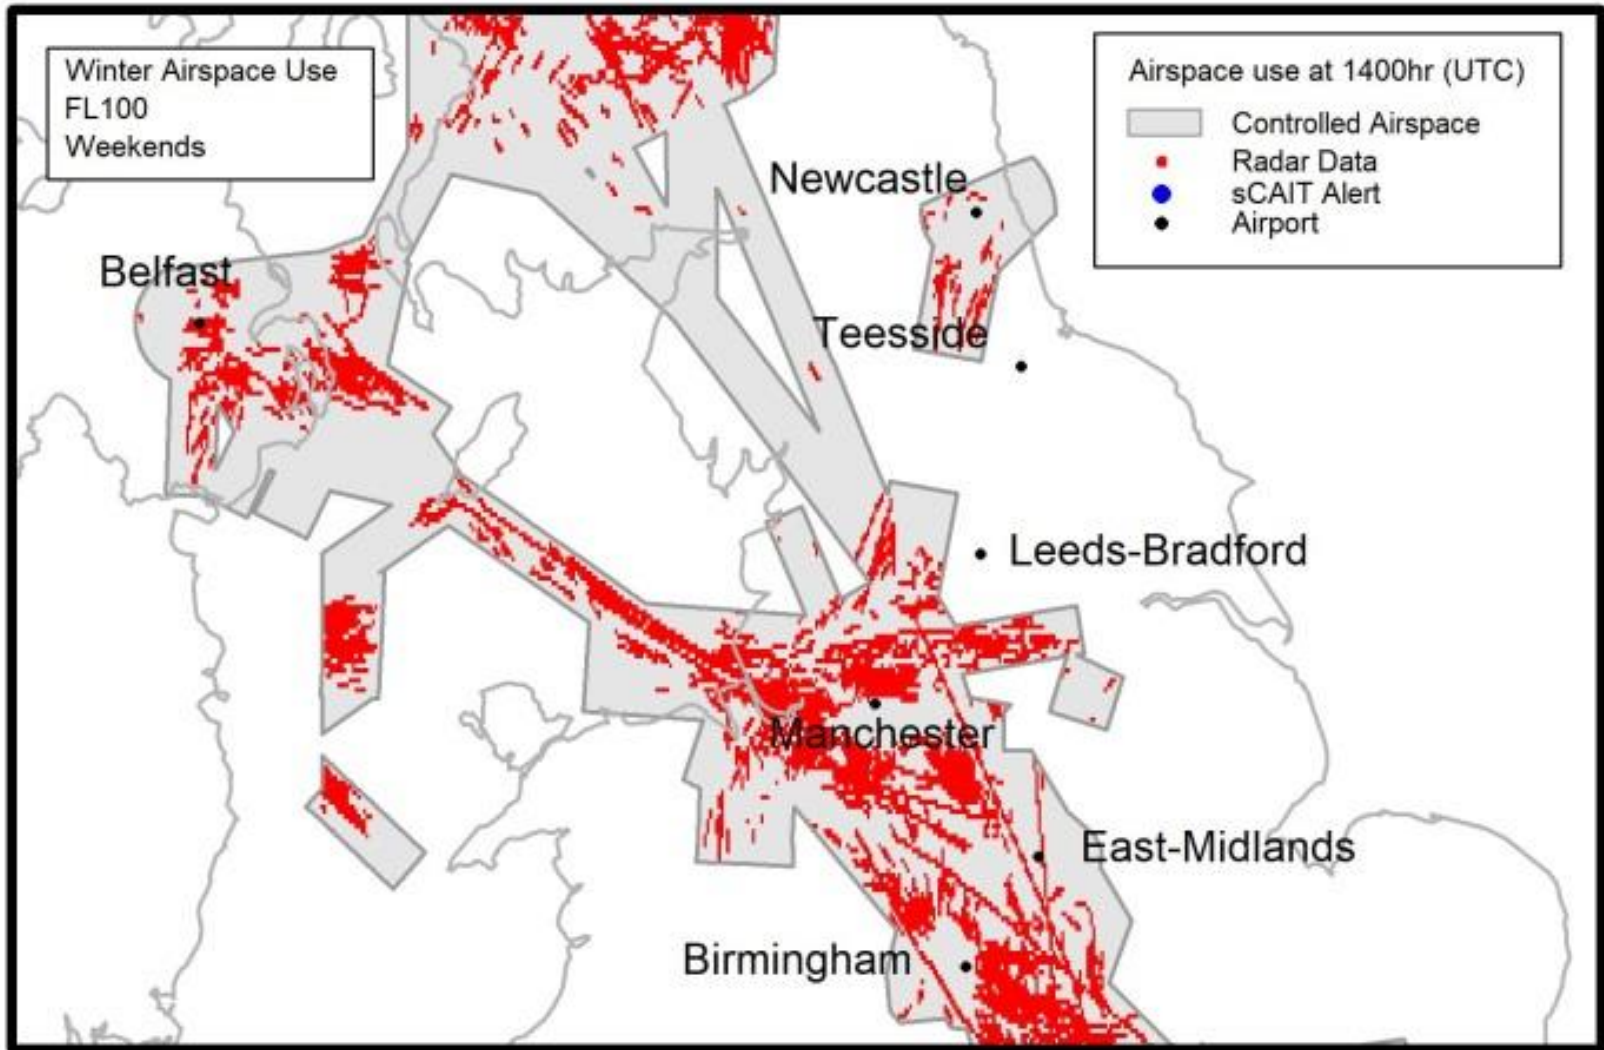 Winter Airspace Use
FL100
Weekends
Airspace use at 1400hr (UTC)
Controlled Airspace
Radar Data
sCAIT Alert
Airport
Newcastle
Belfast
Teesside
Leeds-Bradford
Manchester
East-Midlands
Birmingham